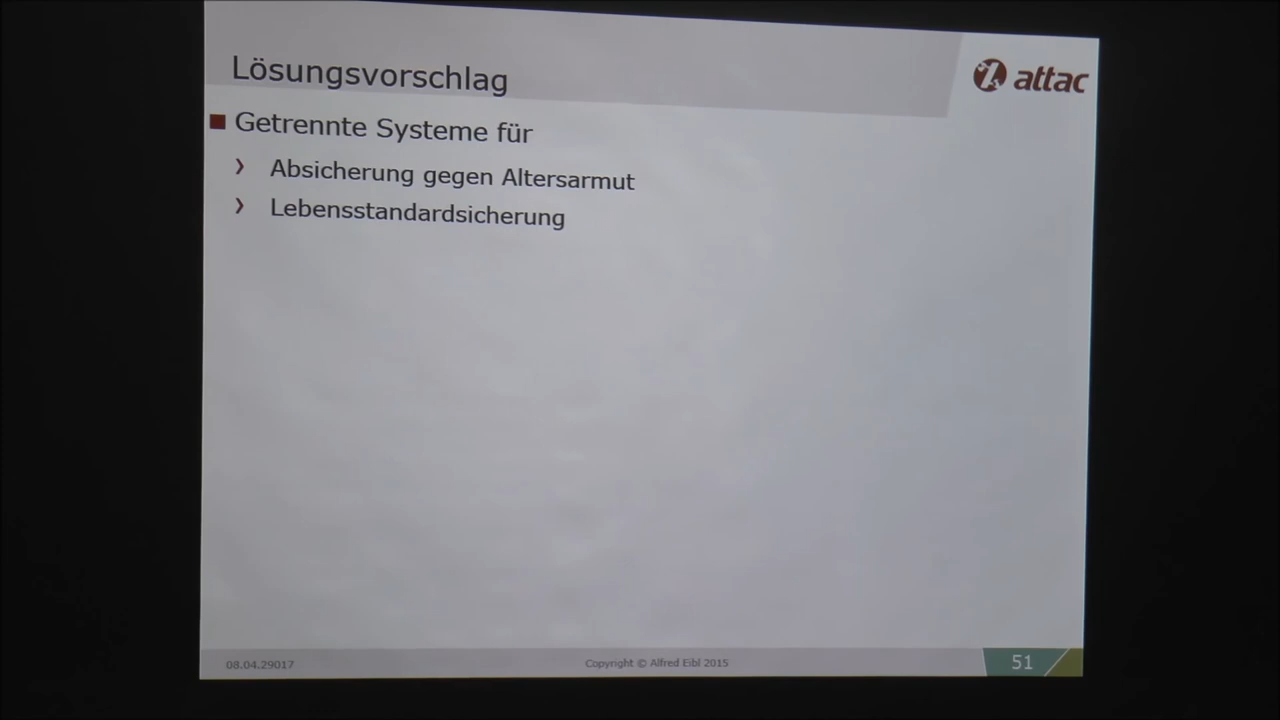 Lösungsvorschlag
attac
Getrennte Systeme für
Absicherung gegen Altersarmut
Lebensstandardsicherung
08.04.29017
Copyright © Alfred Eibl 2015
51